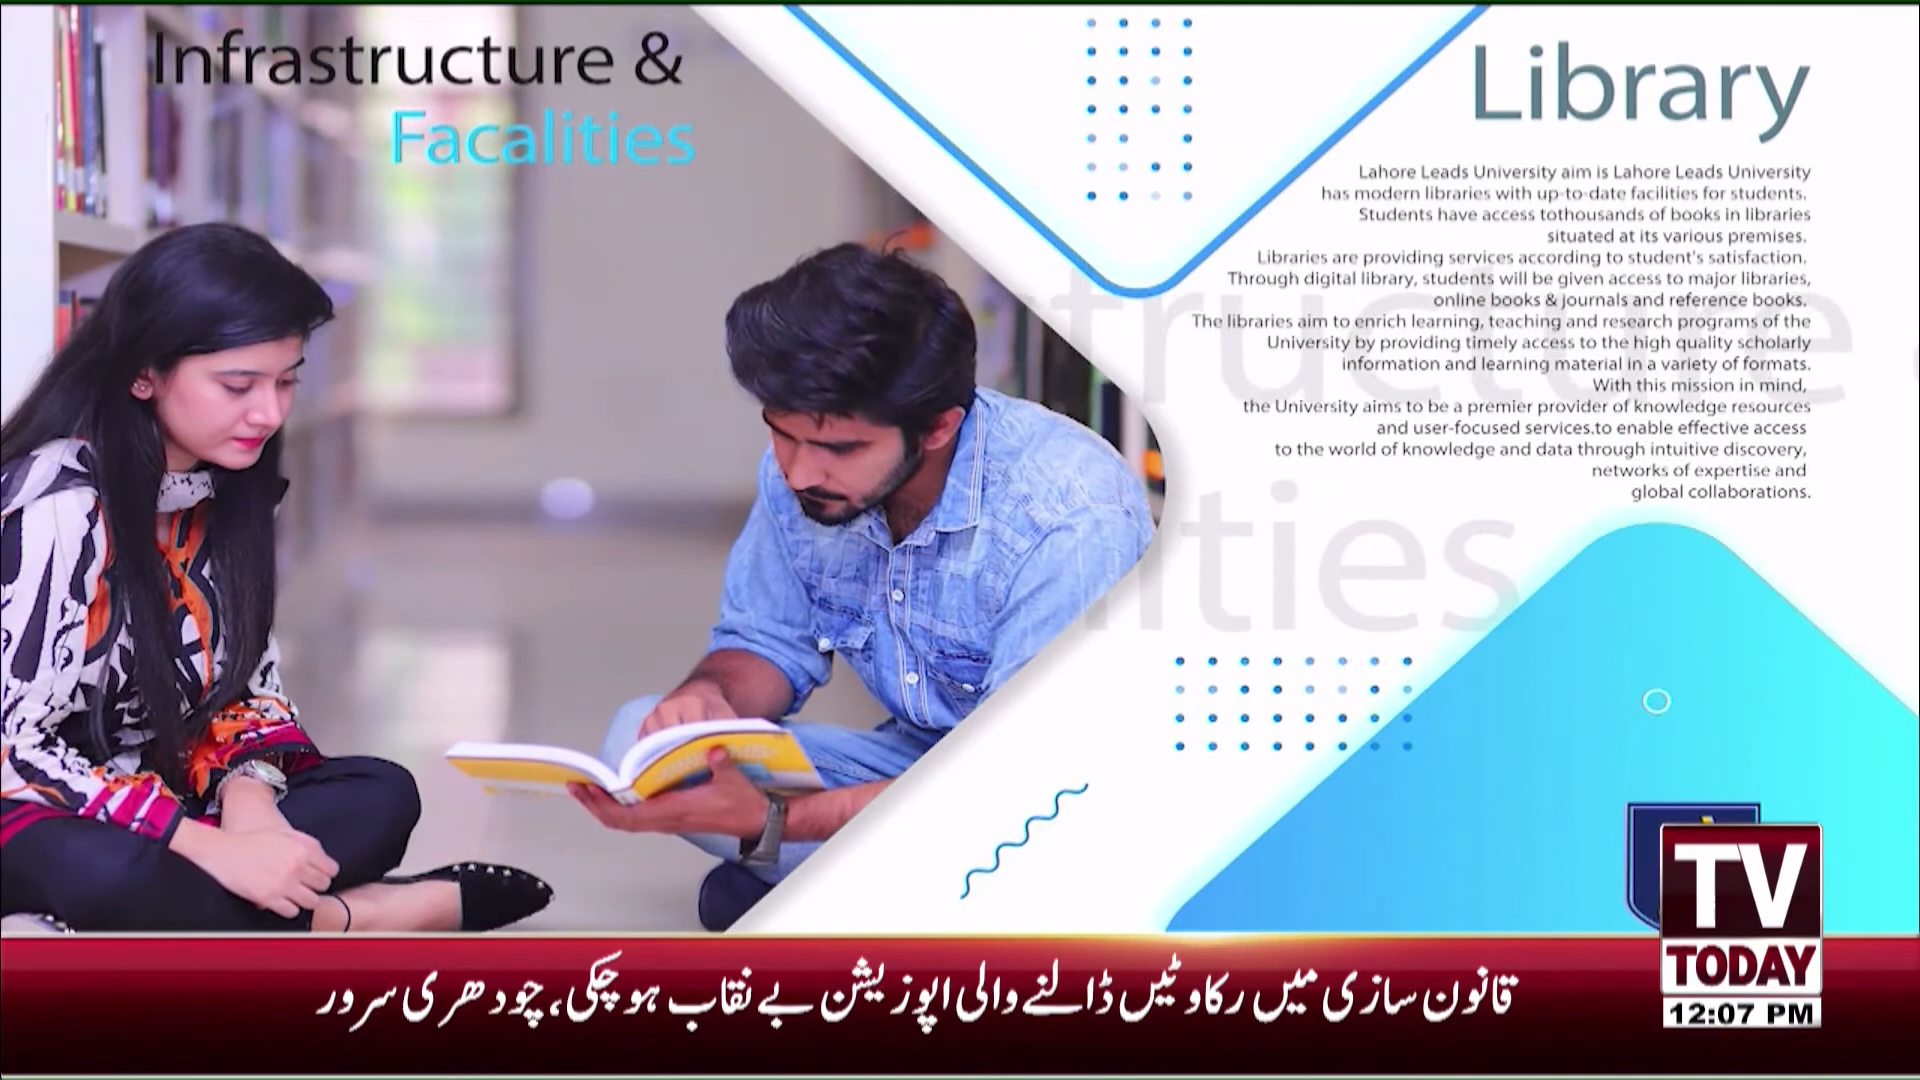 Infrastructure &
Facalities
Library
Lahore Leads University aim is Lahore Leads University
has modern libraries with up-to-date facilities for students.
Students have access tothousands of books in libraries
situated at its various premises.
Libraries are providing services according to student's satisfaction.
Through digital library, students will be given access to major libraries,
online books & journals and reference books.
The libraries aim to enrich learning, teaching and research programs of the
University by providing timely access to the high quality scholarly
information and learning material in a variety of formats.
With this mission in mind,
the University aims to be a premier provider of knowledge resources
and user-focused services.to enable effective access
to the world of knowledge and data through intuitive discovery,
networks of expertise and
global collaborations.
TV
TODAY
12:07 PM
قانون سازی میں رکاوٹیں ڈالنے والی اپوزیشن بے نقاب ہوچکی، چودھری سرور